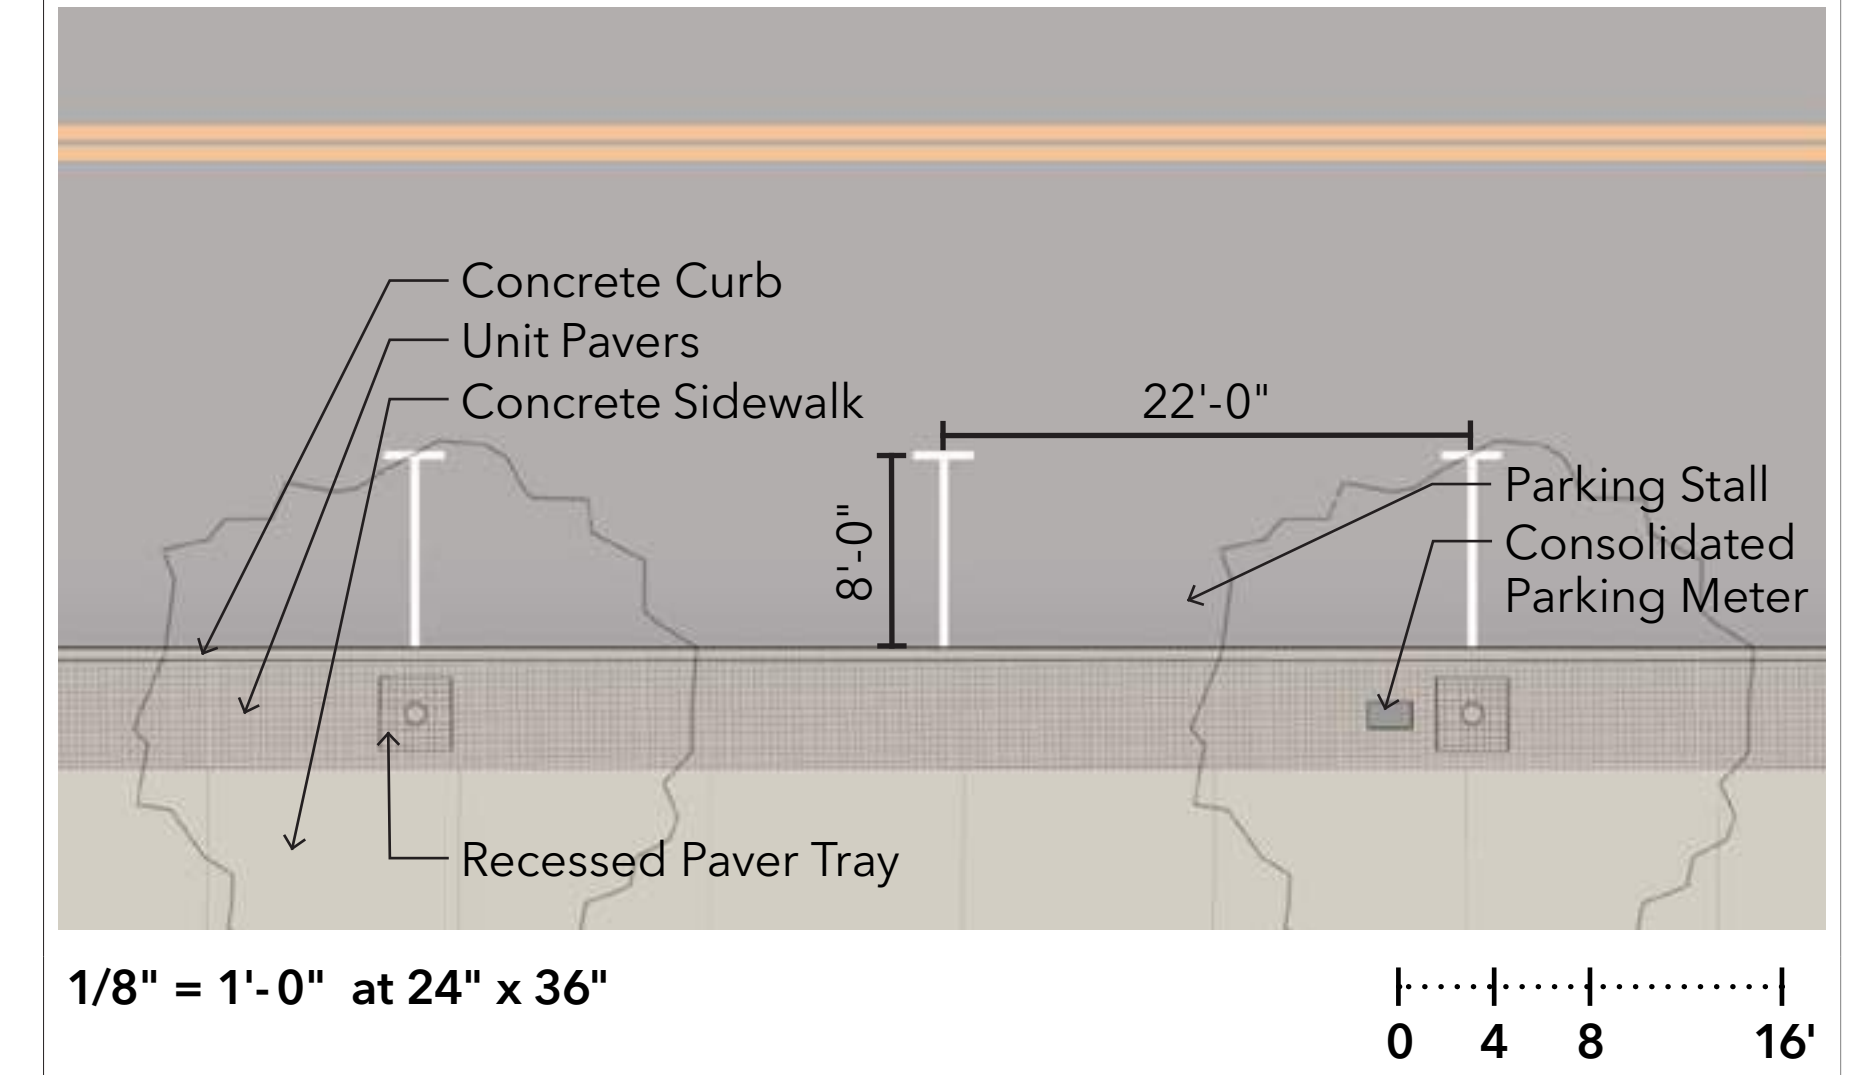 Concrete Curb
Unit Pavers
Concrete Sidewalk
22'-0"
8'-0"
Parking Stall
Consolidated
Parking Meter
Recessed Paver Tray
1/8" = 1'-0" at 24" x 36"
0 4 8 16'